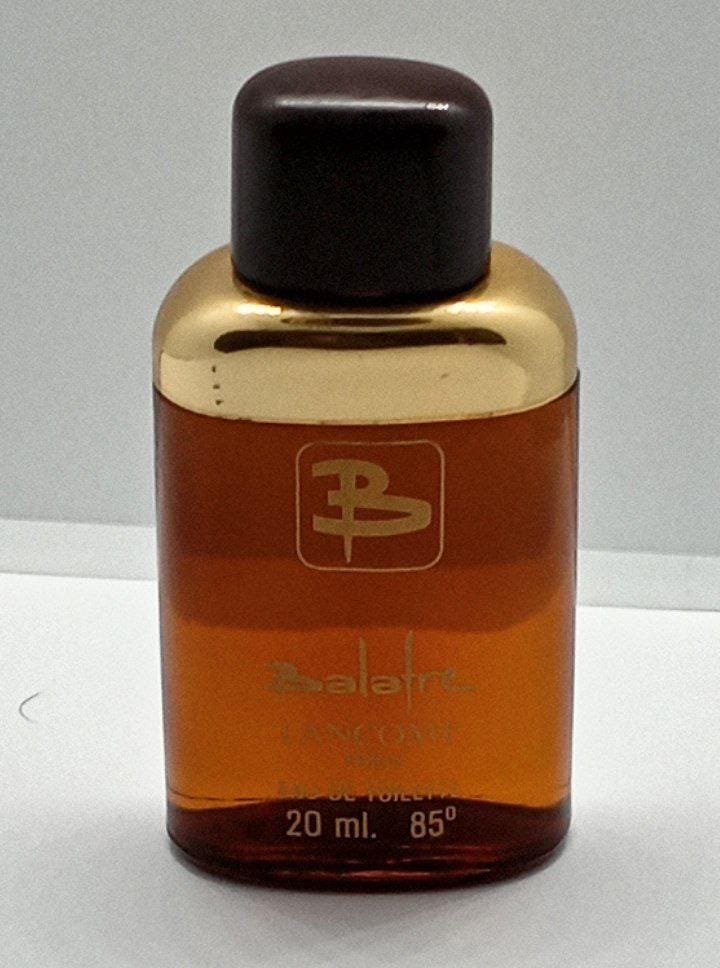 B
Balafre
LANCOME
PARIS
EAU DE TOILETTE
20 ml. 85°